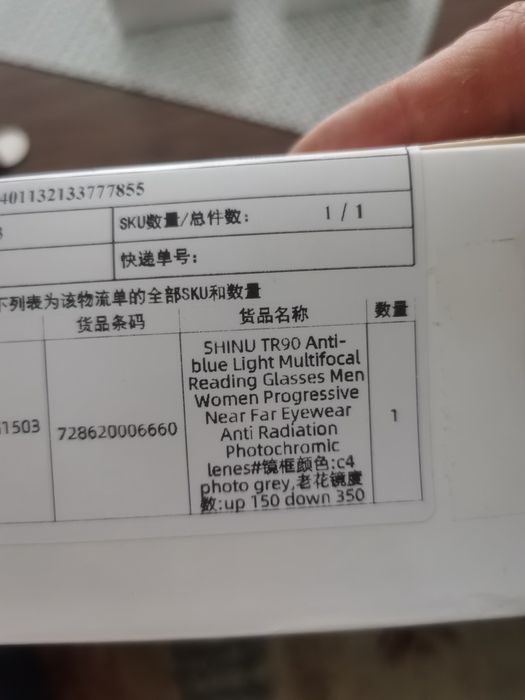 401132133777855
3
SKU数量/总件数: 1 / 1
快递单号:
下列表为该物流单的全部SKU和数量
货品条码 货品名称 数量
SHINU TR90 Anti-
blue Light Multifocal
Reading Glasses Men
Women Progressive
Near Far Eyewear
Anti Radiation
Photochromic
lenes#镜框颜色:c4
photo grey,老花镜度
数:up 150 down 350
1503 728620006660 1